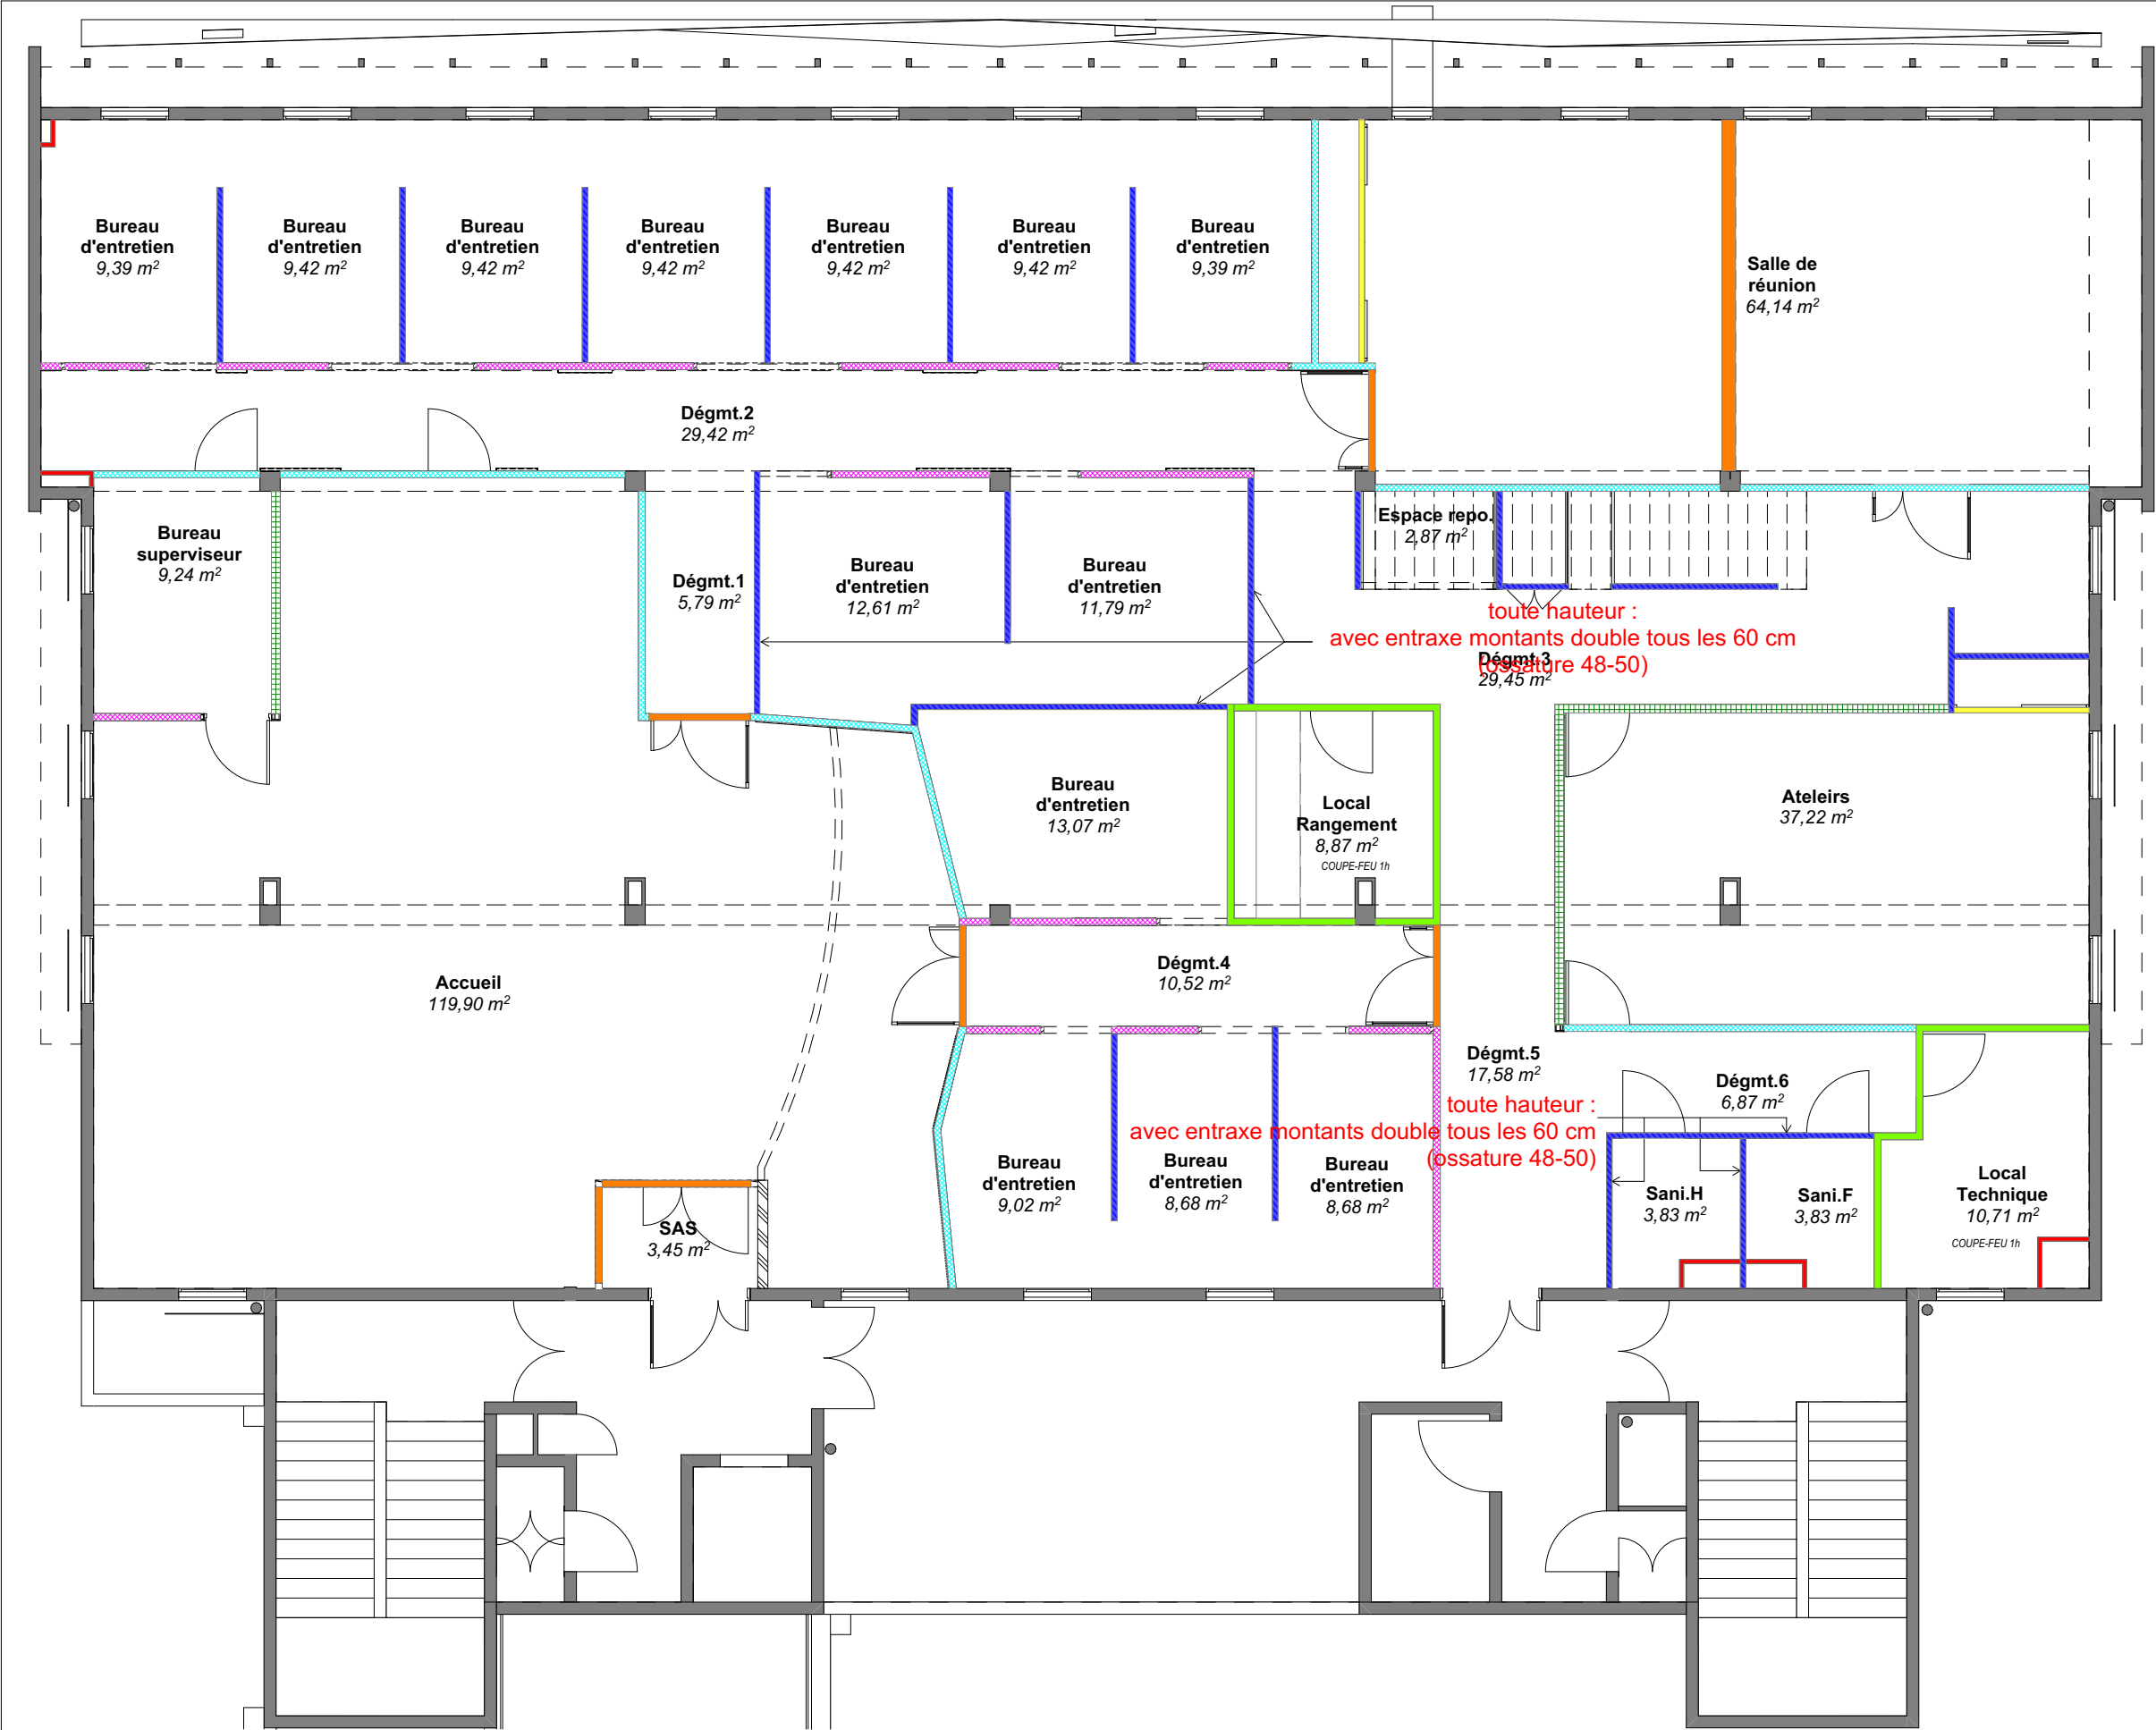 Bureau
d'entretien
9,39 m²
Bureau
d'entretien
9,42 m²
Bureau
d'entretien
9,42 m²
Bureau
d'entretien
9,42 m²
Bureau
d'entretien
9,42 m²
Bureau
d'entretien
9,42 m²
Bureau
d'entretien
9,39 m²
Salle de
réunion
64,14 m²
Dégmt.2
29,42 m²
Bureau
superviseur
9,24 m²
Dégmt.1
5,79 m²
Bureau
d'entretien
12,61 m²
Bureau
d'entretien
11,79 m²
Espace repo.
2,87 m²
toute hauteur :
avec entraxe montants double tous les 60 cm
(ossature 48-50)
Dégmt.3
29,45 m²
Bureau
d'entretien
13,07 m²
Local
Rangement
8,87 m²
COUPE-FEU 1h
Ateleirs
37,22 m²
Accueil
119,90 m²
Dégmt.4
10,52 m²
Dégmt.5
17,58 m²
Dégmt.6
6,87 m²
toute hauteur :
avec entraxe montants double tous les 60 cm
(ossature 48-50)
Bureau
d'entretien
9,02 m²
Bureau
d'entretien
8,68 m²
Bureau
d'entretien
8,68 m²
Sani.H
3,83 m²
Sani.F
3,83 m²
Local
Technique
10,71 m²
COUPE-FEU 1h
SAS
3,45 m²